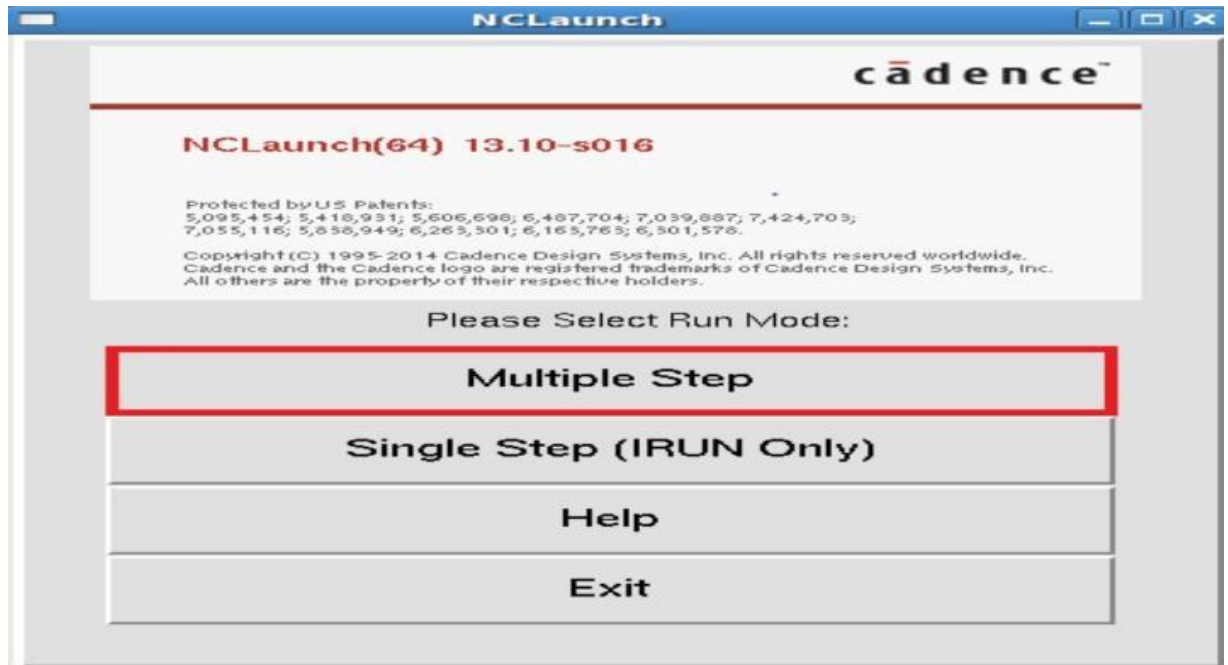 NCLaunch
cādence™
NCLaunch(64) 13.10-s016
Protected by US Patents:
5,095,454; 5,418,931; 5,606,698; 6,487,704; 7,039,887; 7,424,703;
7,055,116; 5,838,949; 6,263,301; 6,163,763; 6,301,578.
Copyright (C) 1995-2014 Cadence Design Systems, Inc. All rights reserved worldwide.
Cadence and the Cadence logo are registered trademarks of Cadence Design Systems, Inc.
All others are the property of their respective holders.
Please Select Run Mode:
Multiple Step
Single Step (IRUN Only)
Help
Exit